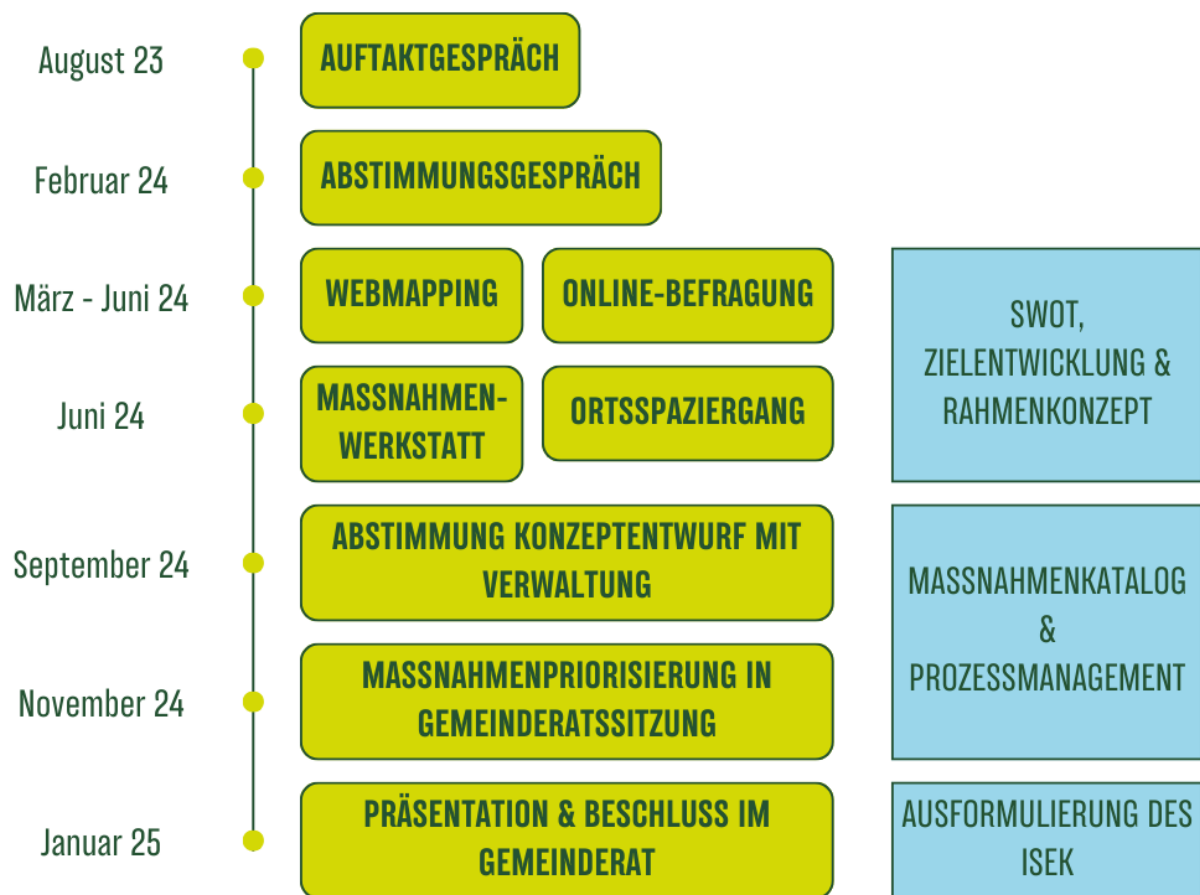 August 23
AUFTAKTGESPRÄCH
Februar 24
ABSTIMMUNGSGESPRÄCH
März - Juni 24
WEBMAPPING
ONLINE-BEFRAGUNG
Juni 24
MASSNAHMEN-
WERKSTATT
ORTSSPAZIERGANG
SWOT,
ZIELENTWICKLUNG &
RAHMENKONZEPT
September 24
ABSTIMMUNG KONZEPTENTWURF MIT
VERWALTUNG
November 24
MASSNAHMENPRIORISIERUNG IN
GEMEINDERATSSITZUNG
MASSNAHMENKATALOG
&
PROZESSMANAGEMENT
Januar 25
PRÄSENTATION & BESCHLUSS IM
GEMEINDERAT
AUSFORMULIERUNG DES
ISEK